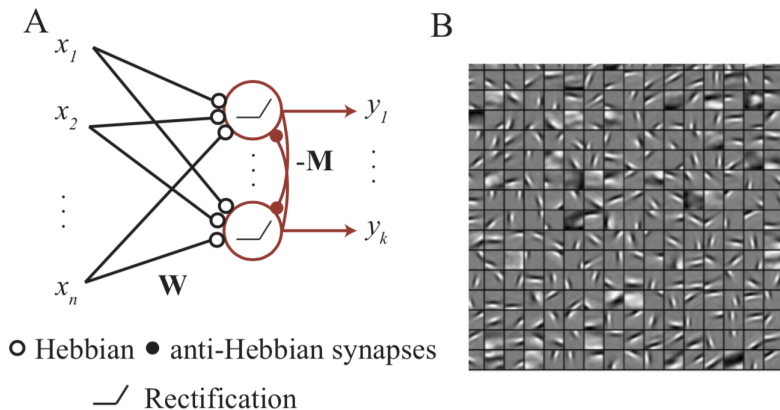 A
B
x1
x2
⋮
xn
W
-M
⋮
y1
⋮
yk
Hebbian
anti-Hebbian synapses
Rectification